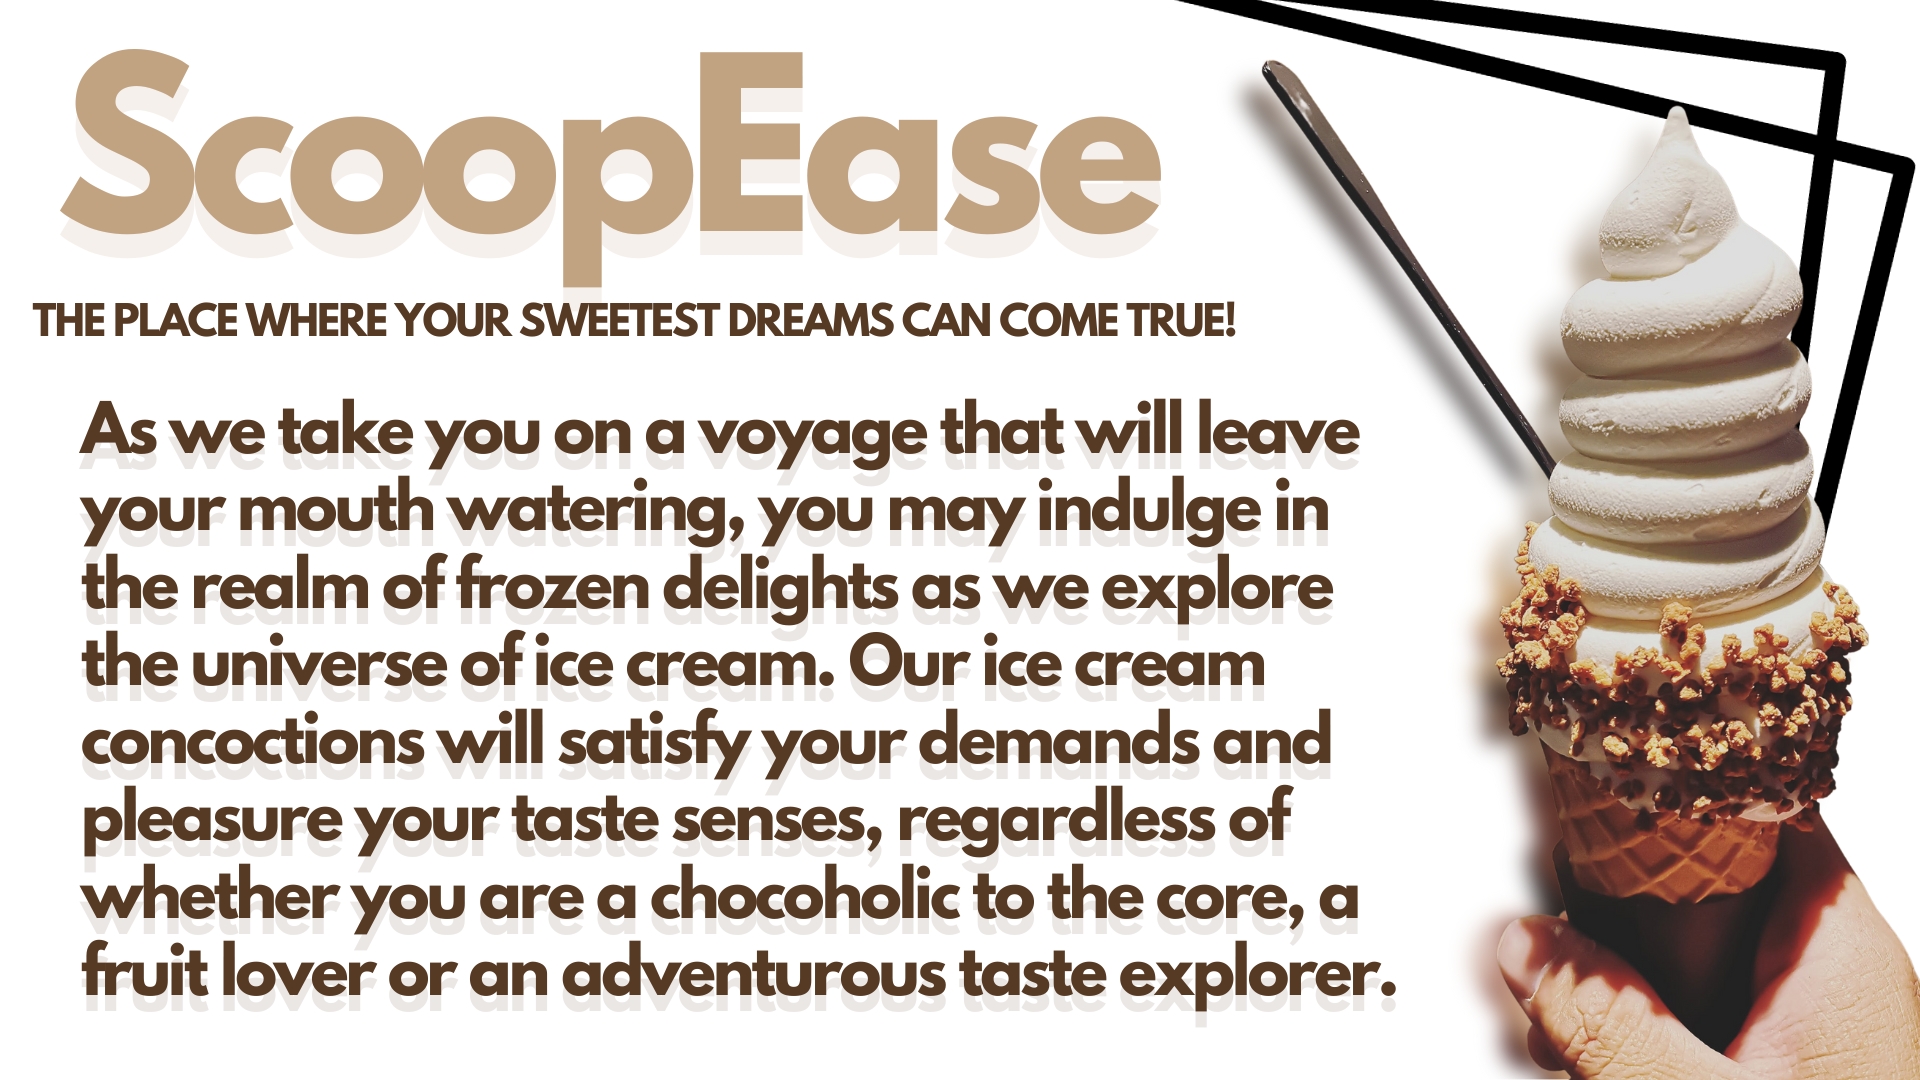 ScoopEase
THE PLACE WHERE YOUR SWEETEST DREAMS CAN COME TRUE!
As we take you on a voyage that will leave
your mouth watering, you may indulge in
the realm of frozen delights as we explore
the universe of ice cream. Our ice cream
concoctions will satisfy your demands and
pleasure your taste senses, regardless of
whether you are a chocoholic to the core, a
fruit lover or an adventurous taste explorer.